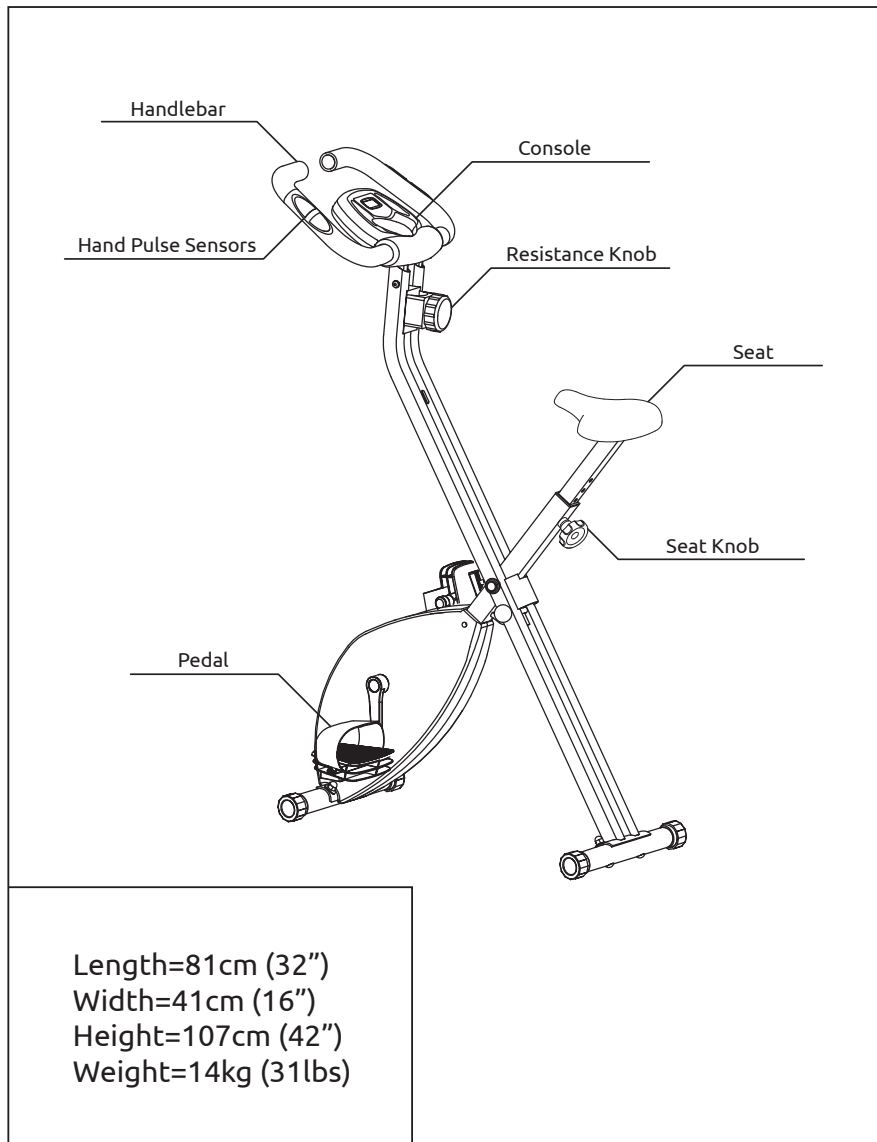 Handlebar
Console
Hand Pulse Sensors
Resistance Knob
Seat
Seat Knob
Pedal
Length=81cm (32”)
Width=41cm (16”)
Height=107cm (42”)
Weight=14kg (31lbs)